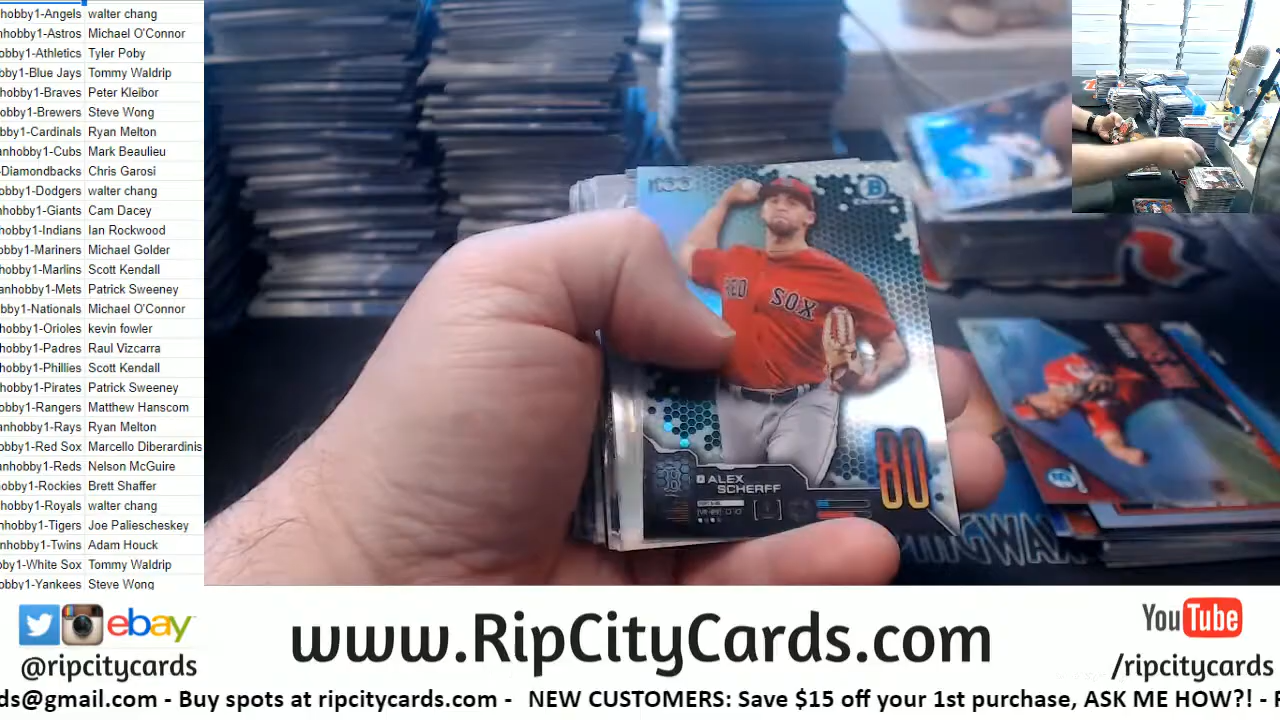 hobby1-Angels walter chang
nhobby1-Astros Michael O'Connor
hobby1-Athletics Tyler Poby
obby1-Blue Jays Tommy Waldrip
hobby1-Braves Peter Kleibor
hobby1-Brewers Steve Wong
obby1-Cardinals Ryan Melton
anhobby1-Cubs Mark Beaulieu
-Diamondbacks Chris Garosi
hobby1-Dodgers walter chang
nhobby1-Giants Cam Dacey
hobby1-Indians Ian Rockwood
obby1-Mariners Michael Golder
hobby1-Marlins Scott Kendall
anhobby1-Mets Patrick Sweeney
obby1-Nationals Michael O'Connor
hobby1-Orioles kevin fowler
hobby1-Padres Raul Vizcarra
hobby1-Phillies Scott Kendall
hobby1-Pirates Patrick Sweeney
obby1-Rangers Matthew Hanscom
anhobby1-Rays Ryan Melton
obby1-Red Sox Marcello Diberardinis
anhobby1-Reds Nelson McGuire
obby1-Rockies Brett Shaffer
hobby1-Royals walter chang
nhobby1-Tigers Joe Paliescheskey
nhobby1-Twins Adam Houck
bby1-White Sox Tommy Waldrip
obby1-Yankees Steve Wong
B
RED SOX
ALEX
SCHERFF
80
ebay
@ripcitycards
www.RipCityCards.com
YouTube
/ripcitycards
ds@gmail.com - Buy spots at ripcitycards.com - NEW CUSTOMERS: Save $15 off your 1st purchase, ASK ME HOW?! -